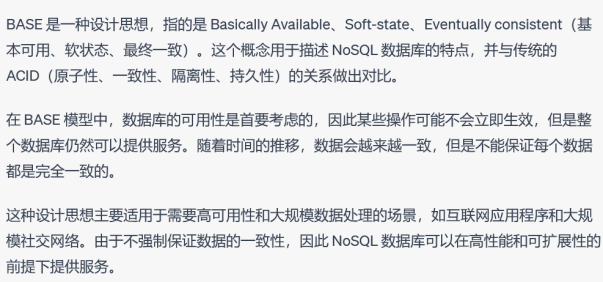 BASE 是一种设计思想，指的是 Basically Available、Soft-state、Eventually consistent（基
本可用、软状态、最终一致）。这个概念用于描述 NoSQL 数据库的特点，并与传统的
ACID（原子性、一致性、隔离性、持久性）的关系做出对比。
在 BASE 模型中，数据库的可用性是首要考虑的，因此某些操作可能不会立即生效，但是整
个数据库仍然可以提供服务。随着时间的推移，数据会越来越一致，但是不能保证每个数据
都是完全一致的。
这种设计思想主要适用于需要高可用性和大规模数据处理的场景，如互联网应用程序和大规
模社交网络。由于不强制保证数据的一致性，因此 NoSQL 数据库可以在高性能和可扩展性的
前提下提供服务。